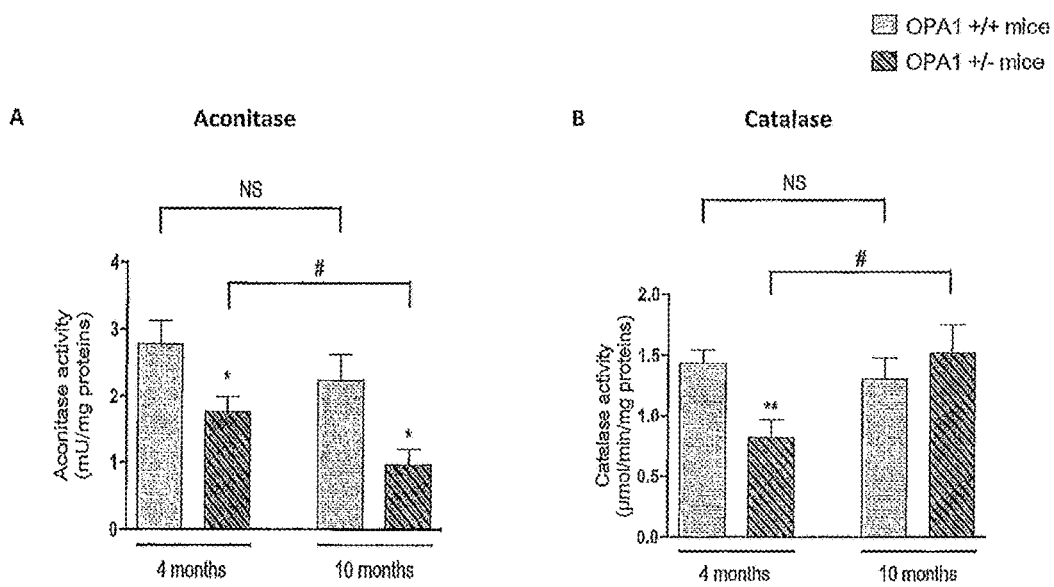 OPA1 +/+ mice
OPA1 +/- mice
A
Aconitase
NS
#
Aconitase activity
(mU/mg proteins)
4
3
2
1
0
*
*
4 months
10 months
B
Catalase
NS
#
Catalase activity
(µmol/min/mg proteins)
2.0
1.5
1.0
0.5
0.0
**
4 months
10 months